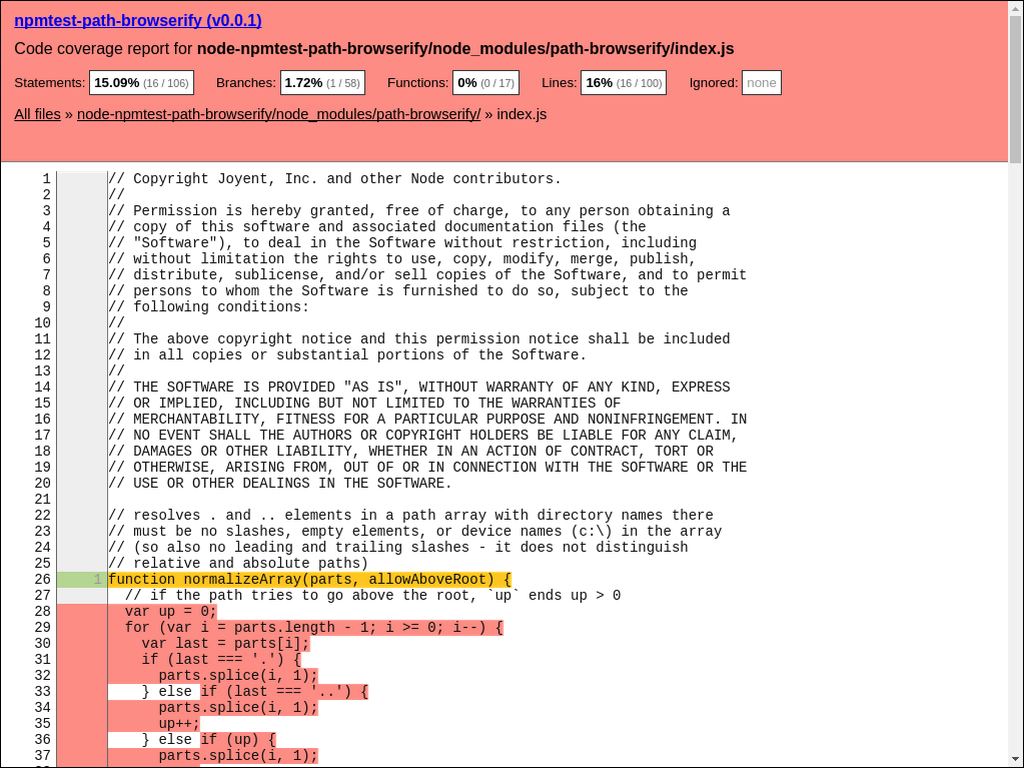 npmtest-path-browserify (v0.0.1)
Code coverage report for node-npmtest-path-browserify/node_modules/path-browserify/index.js
Statements: 15.09% (16 / 106) Branches: 1.72% (1 / 58) Functions: 0% (0 / 17) Lines: 16% (16 / 100) Ignored: none
All files » node-npmtest-path-browserify/node_modules/path-browserify/ » index.js
1 // Copyright Joyent, Inc. and other Node contributors.
2 //
3 // Permission is hereby granted, free of charge, to any person obtaining a
4 // copy of this software and associated documentation files (the
5 // "Software"), to deal in the Software without restriction, including
6 // without limitation the rights to use, copy, modify, merge, publish,
7 // distribute, sublicense, and/or sell copies of the Software, and to permit
8 // persons to whom the Software is furnished to do so, subject to the
9 // following conditions:
10 //
11 // The above copyright notice and this permission notice shall be included
12 // in all copies or substantial portions of the Software.
13 //
14 // THE SOFTWARE IS PROVIDED "AS IS", WITHOUT WARRANTY OF ANY KIND, EXPRESS
15 // OR IMPLIED, INCLUDING BUT NOT LIMITED TO THE WARRANTIES OF
16 // MERCHANTABILITY, FITNESS FOR A PARTICULAR PURPOSE AND NONINFRINGEMENT. IN
17 // NO EVENT SHALL THE AUTHORS OR COPYRIGHT HOLDERS BE LIABLE FOR ANY CLAIM,
18 // DAMAGES OR OTHER LIABILITY, WHETHER IN AN ACTION OF CONTRACT, TORT OR
19 // OTHERWISE, ARISING FROM, OUT OF OR IN CONNECTION WITH THE SOFTWARE OR THE
20 // USE OR OTHER DEALINGS IN THE SOFTWARE.
21
22 // resolves . and .. elements in a path array with directory names there
23 // must be no slashes, empty elements, or device names (c:\) in the array
24 // (so also no leading and trailing slashes - it does not distinguish
25 // relative and absolute paths)
26 1 function normalizeArray(parts, allowAboveRoot) {
27 // if the path tries to go above the root, `up` ends up > 0
28 var up = 0;
29 for (var i = parts.length - 1; i >= 0; i--) {
30 var last = parts[i];
31 if (last === '.') {
32 parts.splice(i, 1);
33 } else if (last === '..') {
34 parts.splice(i, 1);
35 up++;
36 } else if (up) {
37 parts.splice(i, 1);